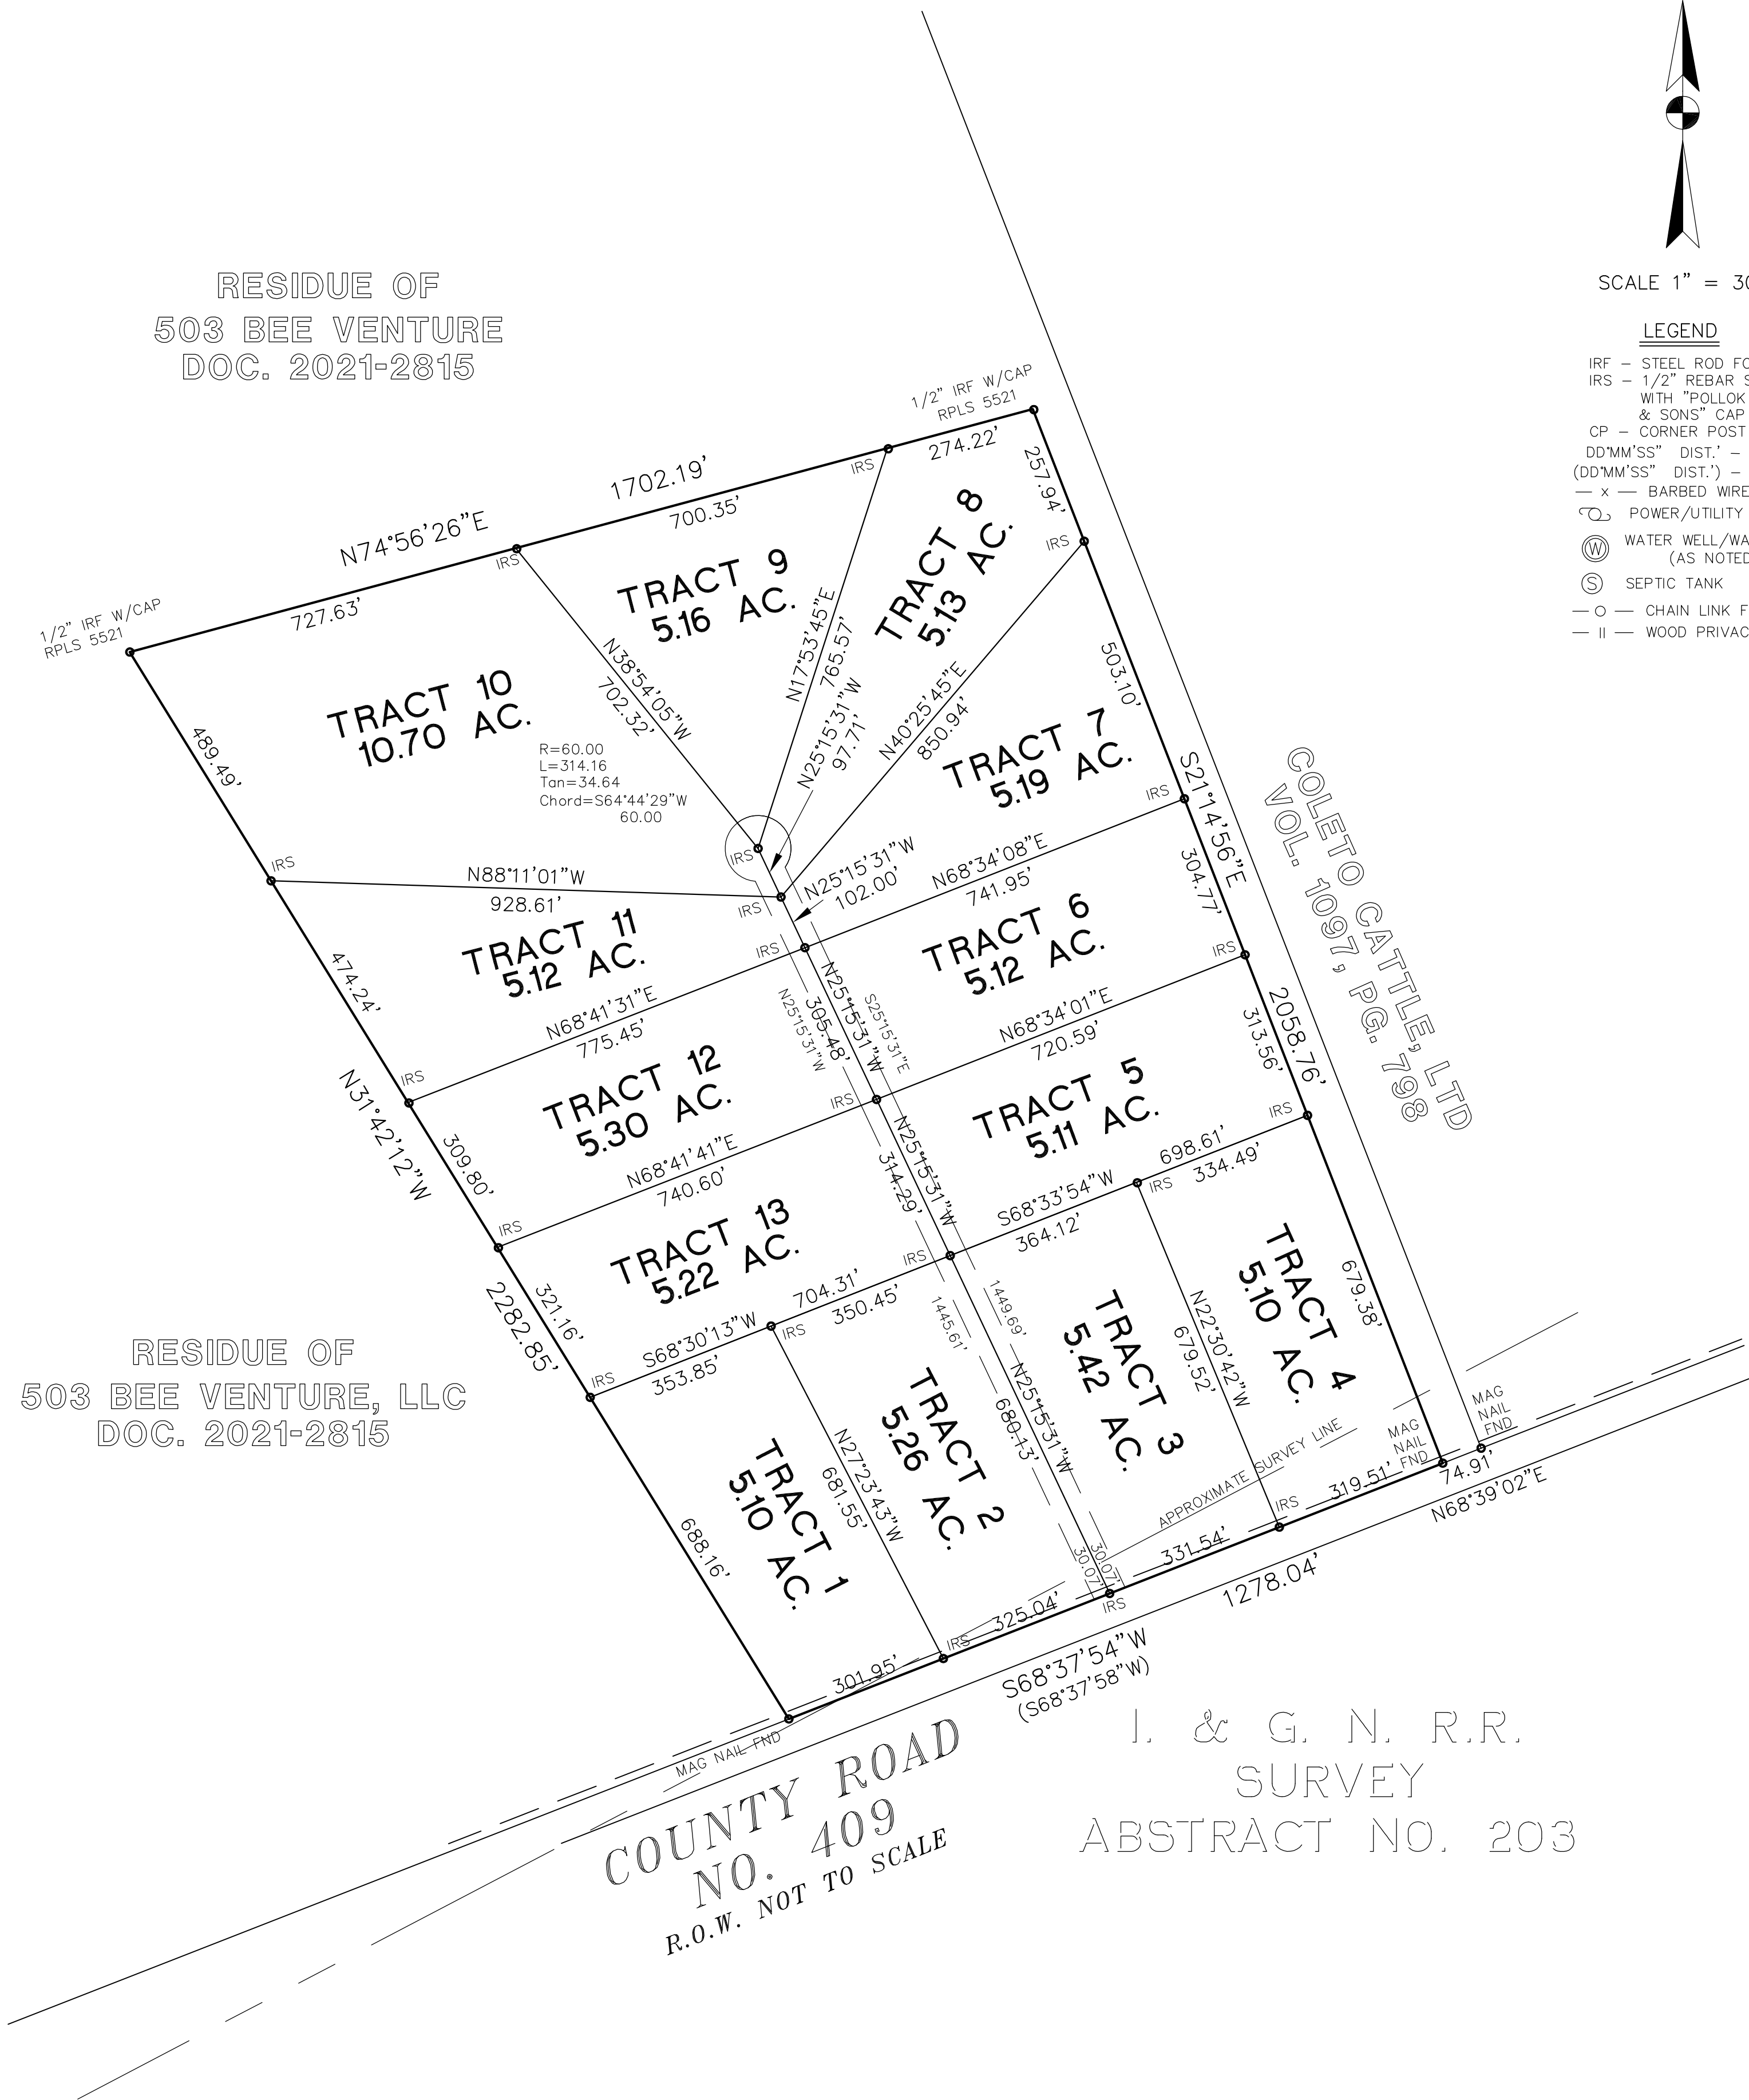 RESIDUE OF
503 BEE VENTURE
DOC. 2021-2815
SCALE 1" = 30
LEGEND
IRF – STEEL ROD FO
IRS – 1/2" REBAR S
WITH "POLLOK
& SONS" CAP
CP – CORNER POST
DD°MM'SS" DIST.' –
(DD°MM'SS" DIST.') –
— x — BARBED WIRE
POWER/UTILITY
W WATER WELL/WA
(AS NOTED
S SEPTIC TANK
— o — CHAIN LINK F
— || — WOOD PRIVAC
1/2" IRF W/CAP
RPLS 5521
274.22'
257.94'
IRS
1702.19'
700.35'
N74°56'26"E
IRS
727.63'
1/2" IRF W/CAP
RPLS 5521
TRACT 8
5.13 AC.
IRS
TRACT 9
5.16 AC.
N17°53'45"E
765.57'
N38°54'05"W
702.32'
N25°15'31"W
97.71'
N40°25'45"E
850.94'
503.10'
TRACT 10
10.70 AC.
489.49'
R=60.00
L=314.16
Tan=34.64
Chord=S64°44'29"W
60.00
TRACT 7
5.19 AC.
IRS
S21°14'56"E
COLETO CATTLE, LTD
VOL. 1097, PG. 798
IRS
IRS
N88°11'01"W
928.61'
IRS
N25°15'31"W
102.00'
N68°34'08"E
741.95'
304.77'
TRACT 11
5.12 AC.
474.24'
IRS
TRACT 6
5.12 AC.
IRS
N68°41'31"E
775.45'
N25°15'31"W
305.48'
N25°15'31"W
S25°15'31"E
N68°34'01"E
720.59'
2058.76'
313.56'
IRS
TRACT 12
5.30 AC.
N31°42'12"W
309.80'
IRS
TRACT 5
5.11 AC.
IRS
N68°41'41"E
740.60'
N25°15'31"W
314.29'
698.61'
334.49'
IRS
S68°33'54"W
364.12'
IRS
TRACT 13
5.22 AC.
IRS
2282.85'
321.16'
704.31'
350.45'
IRS
S68°30'13"W
353.85'
IRS
1445.61'
1449.69'
TRACT 4
5.10 AC.
679.38'
N22°30'42"W
679.52'
TRACT 3
5.42 AC.
N25°15'31"W
680.13'
TRACT 2
5.26 AC.
N27°23'43"W
681.55'
TRACT 1
5.10 AC.
688.16'
RESIDUE OF
503 BEE VENTURE, LLC
DOC. 2021-2815
APPROXIMATE SURVEY LINE
MAG
NAIL
FND
MAG
NAIL
FND
74.91'
N68°39'02"E
319.51'
IRS
331.54'
30.07'
30.07'
IRS
325.04'
IRS
301.95'
1278.04'
S68°37'54"W
(S68°37'58"W)
MAG NAIL FND
COUNTY ROAD
NO. 409
R.O.W. NOT TO SCALE
I. & G. N. R.R.
SURVEY
ABSTRACT NO. 203